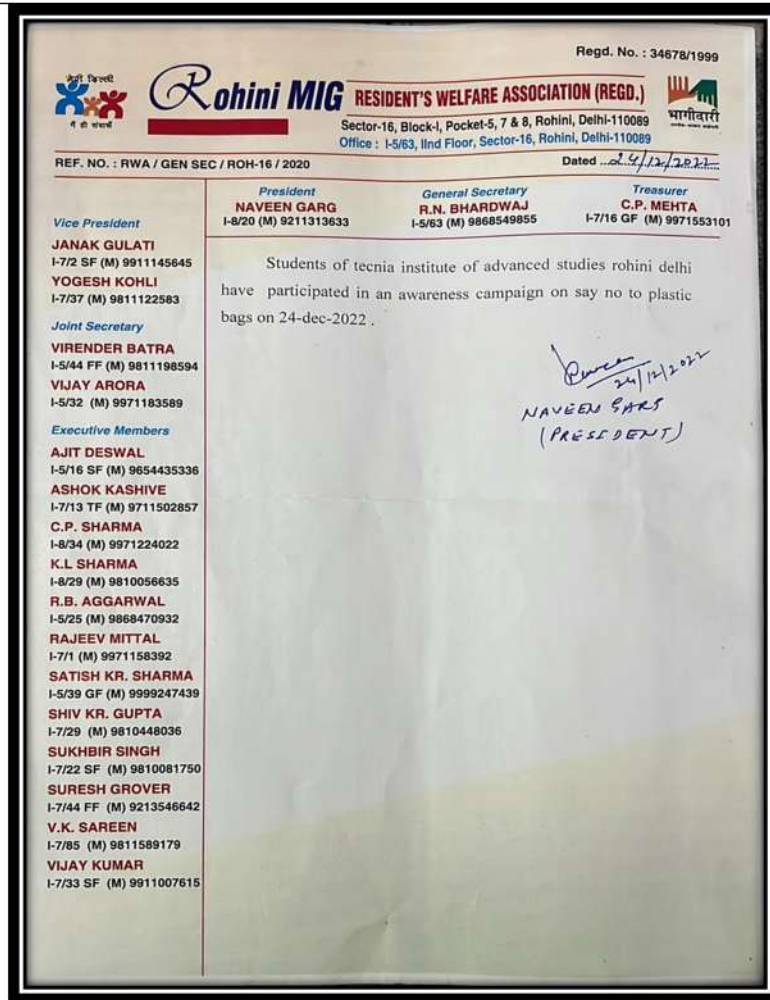 Regd. No. : 34678/1999
मेरी दिल्ली
मैं ही संवारूँ
Rohini MIG RESIDENT'S WELFARE ASSOCIATION (REGD.)
भागीदारी
Sector-16, Block-I, Pocket-5, 7 & 8, Rohini, Delhi-110089
Office : I-5/63, IInd Floor, Sector-16, Rohini, Delhi-110089
REF. NO. : RWA / GEN SEC / ROH-16 / 2020
Dated ...24/12/2022
President
NAVEEN GARG
I-8/20 (M) 9211313633
General Secretary
R.N. BHARDWAJ
I-5/63 (M) 9868549855
Treasurer
C.P. MEHTA
I-7/16 GF (M) 9971553101
Vice President
JANAK GULATI
I-7/2 SF (M) 9911145645
YOGESH KOHLI
I-7/37 (M) 9811122583
Joint Secretary
VIRENDER BATRA
I-5/44 FF (M) 9811198594
VIJAY ARORA
I-5/32 (M) 9971183589
Executive Members
AJIT DESWAL
I-5/16 SF (M) 9654435336
ASHOK KASHIVE
I-7/13 TF (M) 9711502857
C.P. SHARMA
I-8/34 (M) 9971224022
K.L SHARMA
I-8/29 (M) 9810056635
R.B. AGGARWAL
I-5/25 (M) 9868470932
RAJEEV MITTAL
I-7/1 (M) 9971158392
SATISH KR. SHARMA
I-5/39 GF (M) 9999247439
SHIV KR. GUPTA
I-7/29 (M) 9810448036
SUKHBIR SINGH
I-7/22 SF (M) 9810081750
SURESH GROVER
I-7/44 FF (M) 9213546642
V.K. SAREEN
I-7/85 (M) 9811589179
VIJAY KUMAR
I-7/33 SF (M) 9911007615
Students of tecnia institute of advanced studies rohini delhi
have participated in an awareness campaign on say no to plastic
bags on 24-dec-2022 .
24/12/2022
NAVEEN GARG
(PRESIDENT)